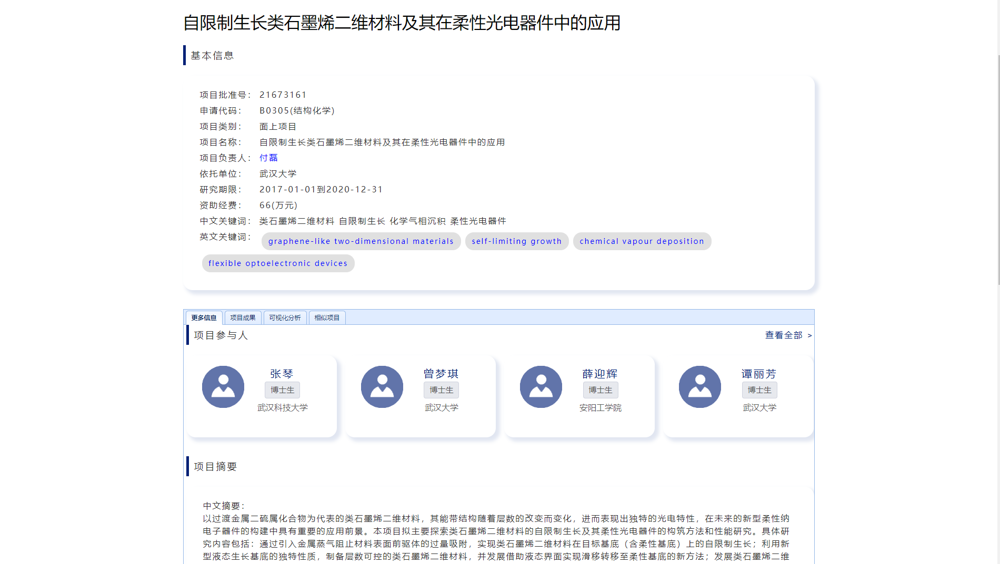 自限制生长类石墨烯二维材料及其在柔性光电器件中的应用
基本信息
项目批准号： 21673161
申请代码： B0305(结构化学)
项目类别： 面上项目
项目名称： 自限制生长类石墨烯二维材料及其在柔性光电器件中的应用
项目负责人： 付磊
依托单位： 武汉大学
研究期限： 2017-01-01到2020-12-31
资助经费： 66(万元)
中文关键词： 类石墨烯二维材料 自限制生长 化学气相沉积 柔性光电器件
英文关键词： graphene-like two-dimensional materials self-limiting growth chemical vapour deposition
flexible optoelectronic devices
更多信息 项目成果 可视化分析 相似项目
项目参与人 查看全部 >
张琴 曾梦琪 薛迎辉 谭丽芳
博士生 博士生 博士生 博士生
武汉科技大学 武汉大学 安阳工学院 武汉大学
项目摘要
中文摘要：
以过渡金属二硫属化合物为代表的类石墨烯二维材料，其能带结构随着层数的改变而变化，进而表现出独特的光电特性，在未来的新型柔性纳
电子器件的构建中具有重要的应用前景。本项目拟主要探索类石墨烯二维材料的自限制生长及其柔性光电器件的构筑方法和性能研究。具体研
究内容包括：通过引入金属蒸气阻止材料表面前驱体的过量吸附，实现类石墨烯二维材料在目标基底（含柔性基底）上的自限制生长；利用新
型液态生长基底的独特性质，制备层数可控的类石墨烯二维材料，并发展借助液态界面实现滑移转移至柔性基底的新方法；发展类石墨烯二维